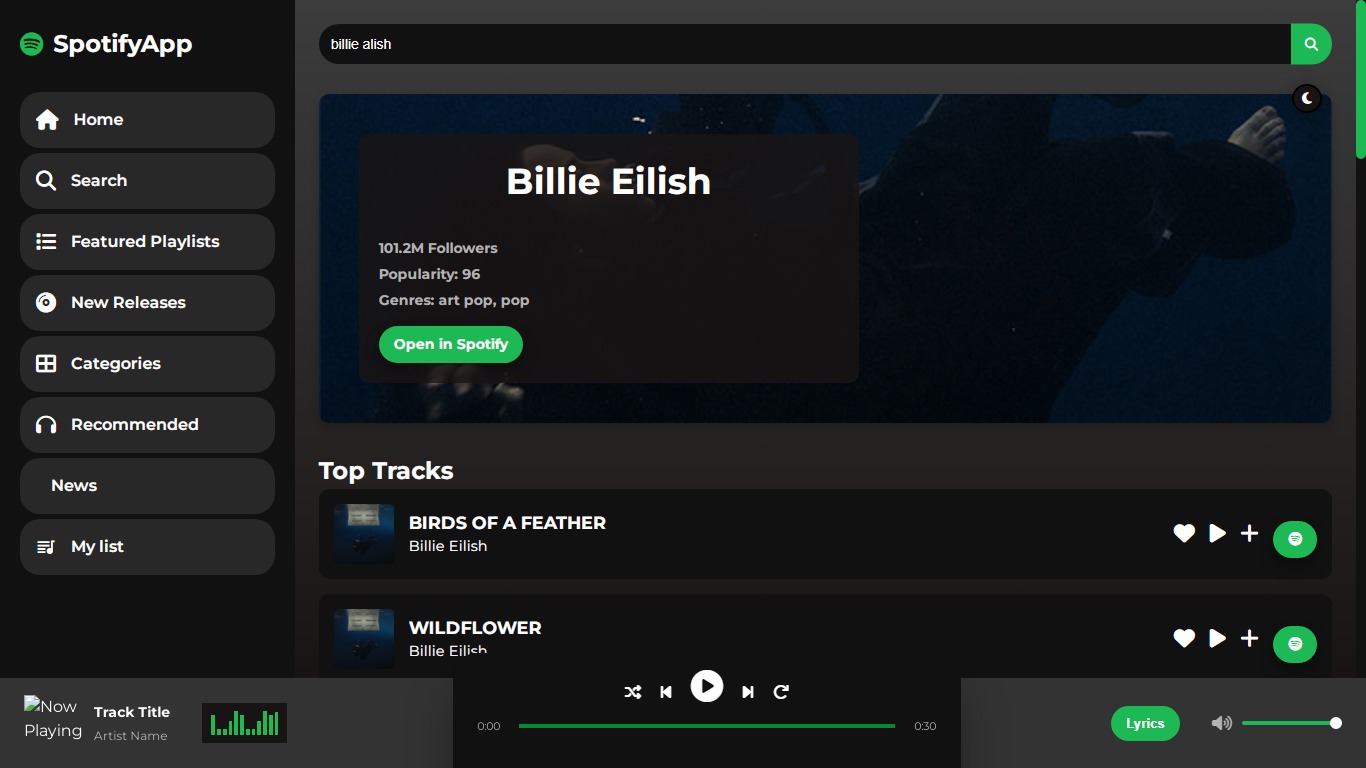 SpotifyApp
Home
Search
Featured Playlists
New Releases
Categories
Recommended
News
My list
billie alish
Billie Eilish
101.2M Followers
Popularity: 96
Genres: art pop, pop
Open in Spotify
Top Tracks
BIRDS OF A FEATHER
Billie Eilish
WILDFLOWER
Billie Eilish
Now
Playing
Track Title
Artist Name
0:00
0:30
Lyrics